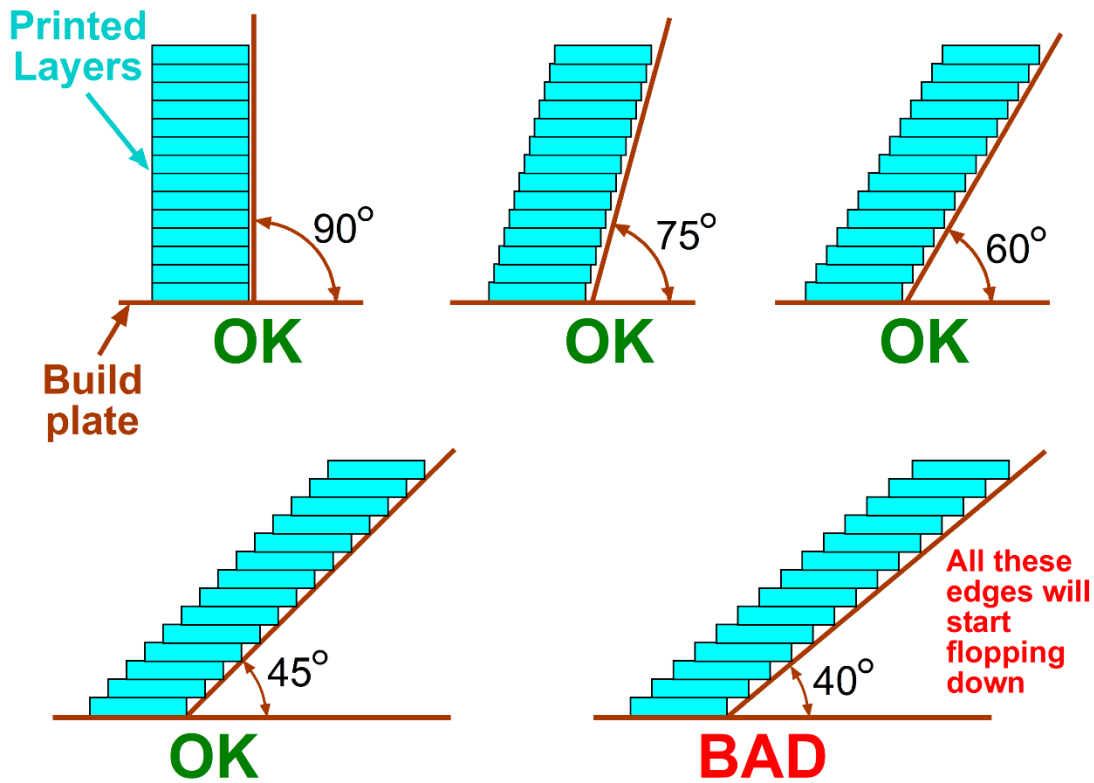 Printed
Layers
90°
75°
60°
OK
OK
OK
Build
plate
45°
40°
All these
edges will
start
flopping
down
OK
BAD